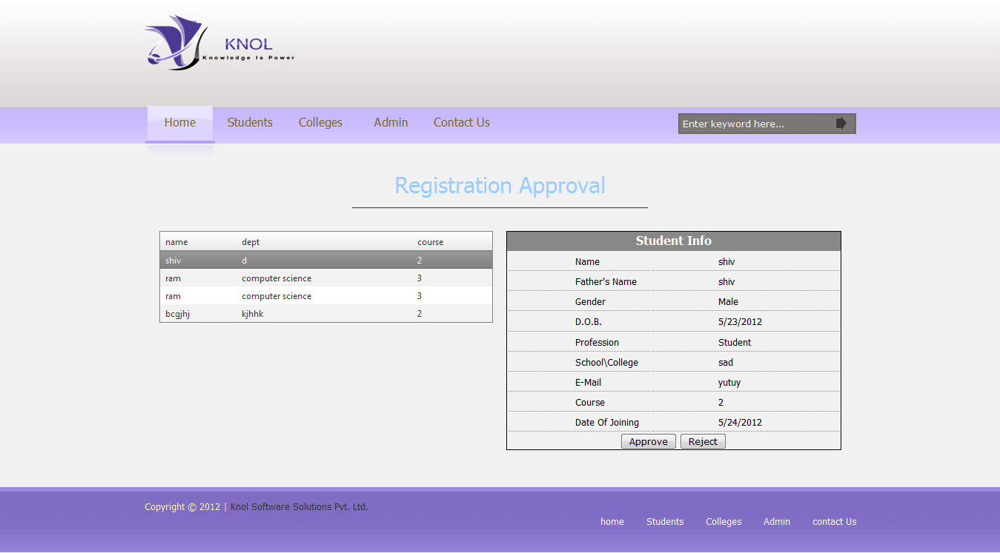 KNOL
Knowledge Is Power
Home Students Colleges Admin Contact Us Enter keyword here...
Registration Approval
name dept course
shiv d 2
ram computer science 3
ram computer science 3
bcgjhj kjhhk 2
Student Info
Name shiv
Father's Name shiv
Gender Male
D.O.B. 5/23/2012
Profession Student
School\College sad
E-Mail yutuy
Course 2
Date Of Joining 5/24/2012
Approve Reject
Copyright © 2012 | Knol Software Solutions Pvt. Ltd.
home Students Colleges Admin contact Us